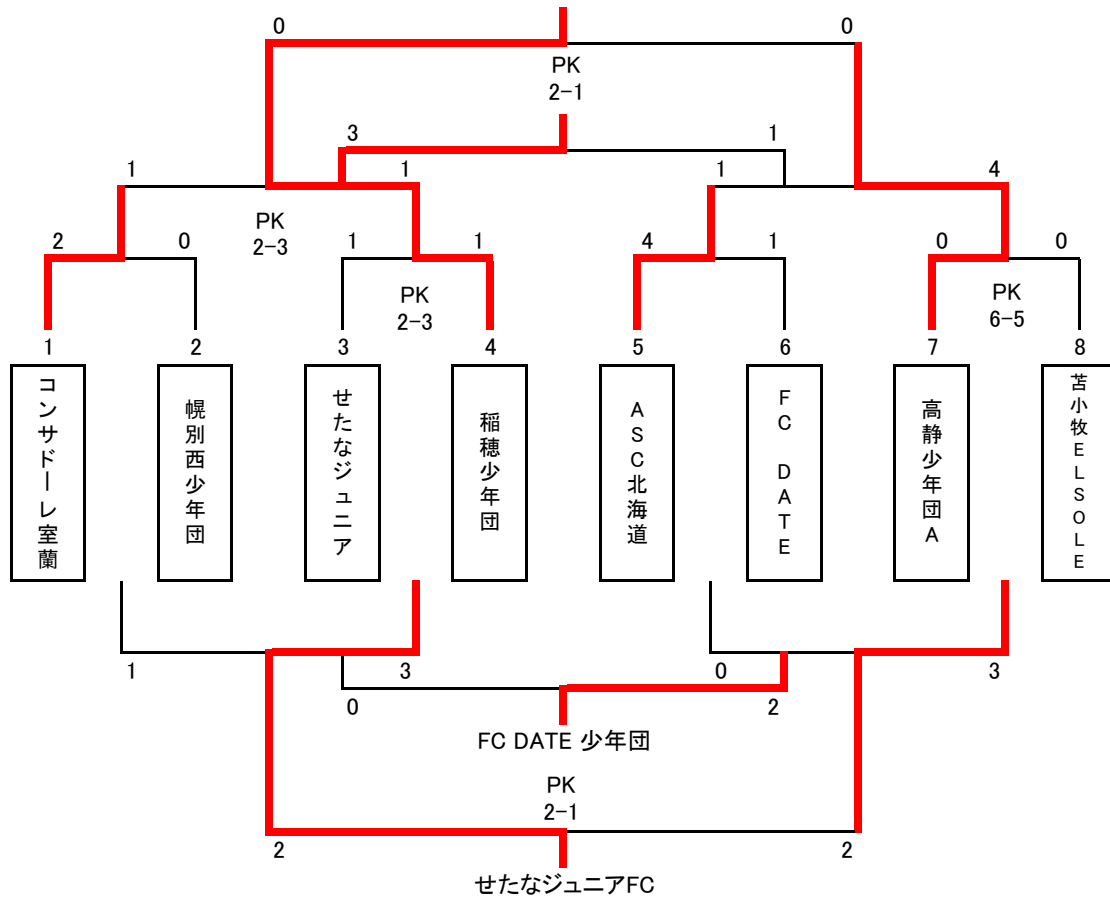 0 0
PK
2-1
3 1
1 1 1 4
PK
2-3
2 0 1 1 4 1 0 0
PK
2-3
PK
6-5
1 2 3 4 5 6 7 8
コンサドーレ室蘭
幌別西少年団
せたなジュニア
稲穂少年団
ASC北海道
FC DATE
高静少年団A
苫小牧ELSOLE
1 3 0 3
0 2
FC DATE 少年団
PK
2-1
2 2
せたなジュニアFC